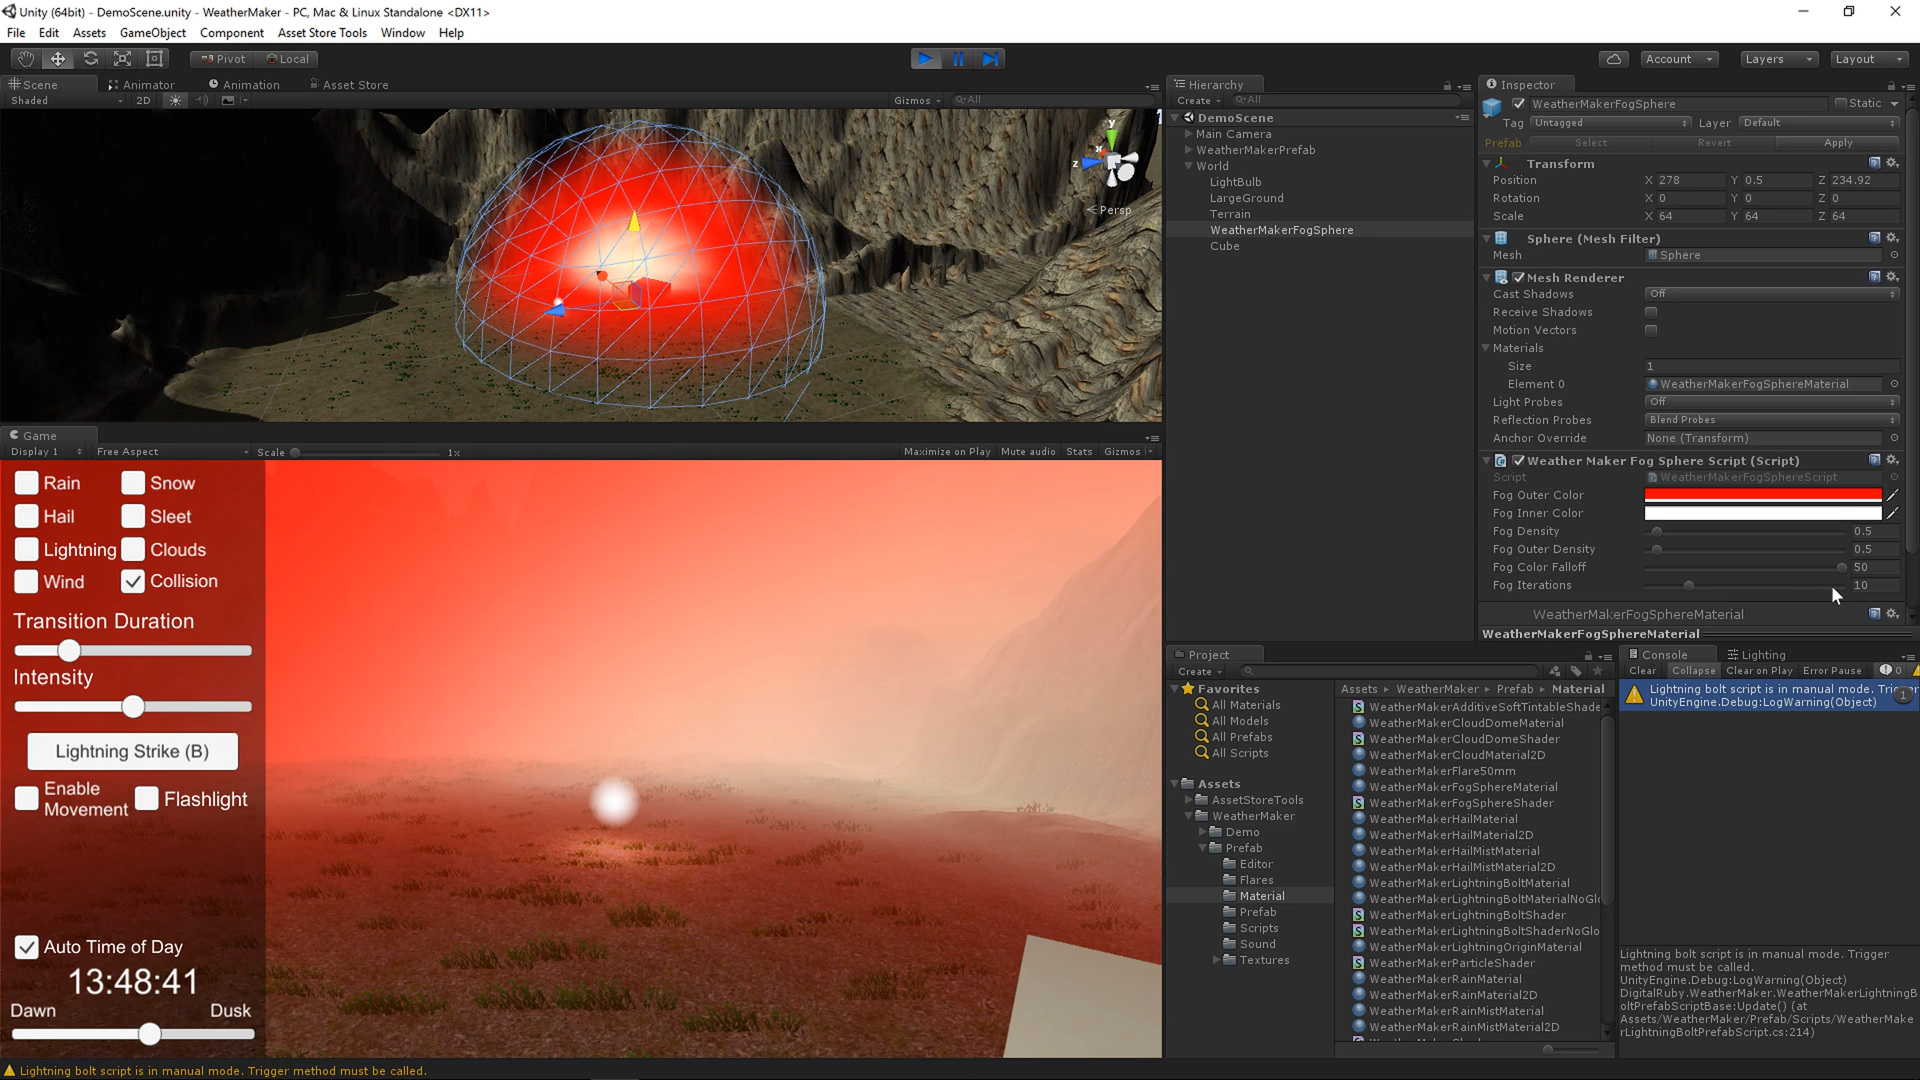 Unity (64bit) - DemoScene.unity - WeatherMaker - PC, Mac & Linux Standalone <DX11>
File Edit Assets GameObject Component Asset Store Tools Window Help
Pivot Local
Account Layers Layout
Scene Animator Animation Asset Store
Shaded 2D Gizmos All
y
x
z
Persp
Game
Display 1 Free Aspect Scale 1x Maximize on Play Mute audio Stats Gizmos
Rain Snow
Hail Sleet
Lightning Clouds
Wind Collision
Transition Duration
Intensity
Lightning Strike (B)
Enable Movement Flashlight
Auto Time of Day
13:48:41
Dawn Dusk
Hierarchy
Create All
DemoScene
Main Camera
WeatherMakerPrefab
World
LightBulb
LargeGround
Terrain
WeatherMakerFogSphere
Cube
Inspector
WeatherMakerFogSphere Static
Tag Untagged Layer Default
Prefab Select Revert Apply
Transform
Position X 278 Y 0.5 Z 234.92
Rotation X 0 Y 0 Z 0
Scale X 64 Y 64 Z 64
Sphere (Mesh Filter)
Mesh Sphere
Mesh Renderer
Cast Shadows Off
Receive Shadows
Motion Vectors
Materials
Size 1
Element 0 WeatherMakerFogSphereMaterial
Light Probes Off
Reflection Probes Blend Probes
Anchor Override None (Transform)
Weather Maker Fog Sphere Script (Script)
Script WeatherMakerFogSphereScript
Fog Outer Color
Fog Inner Color
Fog Density 0.5
Fog Outer Density 0.5
Fog Color Falloff 50
Fog Iterations 10
WeatherMakerFogSphereMaterial
WeatherMakerFogSphereMaterial
Project
Create
Favorites
All Materials
All Models
All Prefabs
All Scripts
Assets
AssetStoreTools
WeatherMaker
Demo
Prefab
Editor
Flares
Material
Prefab
Scripts
Sound
Textures
Assets WeatherMaker Prefab Material
WeatherMakerAdditiveSoftTintableShade
WeatherMakerCloudDomeMaterial
WeatherMakerCloudDomeShader
WeatherMakerCloudMaterial2D
WeatherMakerFlare50mm
WeatherMakerFogSphereMaterial
WeatherMakerFogSphereShader
WeatherMakerHailMaterial
WeatherMakerHailMaterial2D
WeatherMakerHailMistMaterial
WeatherMakerHailMistMaterial2D
WeatherMakerLightningBoltMaterial
WeatherMakerLightningBoltMaterialNoGl
WeatherMakerLightningBoltShader
WeatherMakerLightningBoltShaderNoGlo
WeatherMakerLightningOriginMaterial
WeatherMakerParticleShader
WeatherMakerRainMaterial
WeatherMakerRainMaterial2D
WeatherMakerRainMistMaterial
WeatherMakerRainMistMaterial2D
Console Lighting
Clear Collapse Clear on Play Error Pause 0
Lightning bolt script is in manual mode. Trigger
UnityEngine.Debug:LogWarning(Object)
1
Lightning bolt script is in manual mode. Trigger
method must be called.
UnityEngine.Debug:LogWarning(Object)
DigitalRuby.WeatherMaker.WeatherMakerLightningB
oltPrefabScriptBase:Update() (at
Assets/WeatherMaker/Prefab/Scripts/WeatherMake
rLightningBoltPrefabScript.cs:214)
Lightning bolt script is in manual mode. Trigger method must be called.